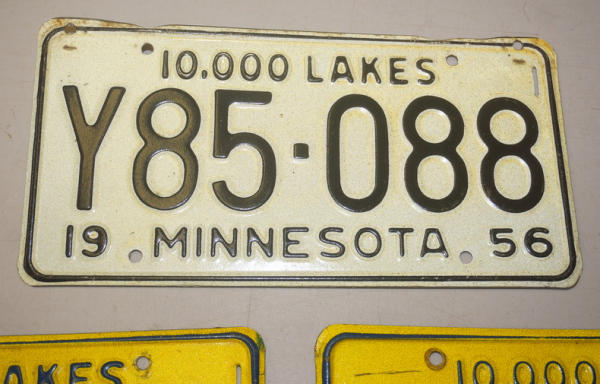 10.000 LAKES
Y85·088
19 MINNESOTA 56
AKES
10.000